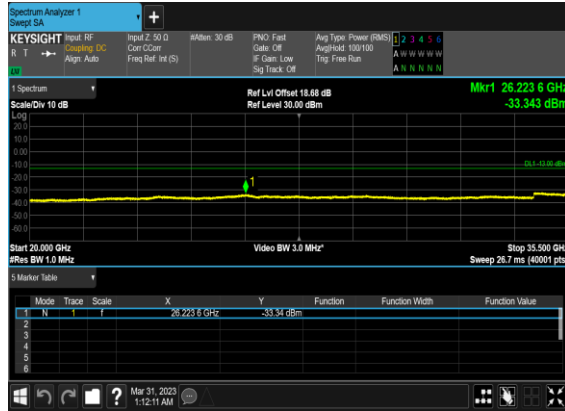 Spectrum Analyzer 1
Swept SA
KEYSIGHT Input: RF Input Z: 50 Ω #Atten: 30 dB PNO: Fast Avg Type: Power (RMS) 1 2 3 4 5 6
R T Coupling: DC Corr CCorr Gate: Off Avg|Hold: 100/100 A W W W W W
Align: Auto Freq Ref: Int (S) IF Gain: Low Trig: Free Run
LXI Sig Track: Off A N N N N N
1 Spectrum Ref Lvl Offset 18.68 dB Mkr1 26.223 6 GHz
Scale/Div 10 dB Ref Level 30.00 dBm -33.343 dBm
Log
20.0
10.0
0.00
-10.0
DL1 -13.00 dBm
-20.0
1
-30.0
-40.0
-50.0
-60.0
Start 20.000 GHz Video BW 3.0 MHz* Stop 35.500 GHz
#Res BW 1.0 MHz Sweep 26.7 ms (40001 pts)
5 Marker Table
Mode Trace Scale X Y Function Function Width Function Value
1 N 1 f 26.223 6 GHz -33.34 dBm
2
3
4
5
6
? Mar 31, 2023
1:12:11 AM